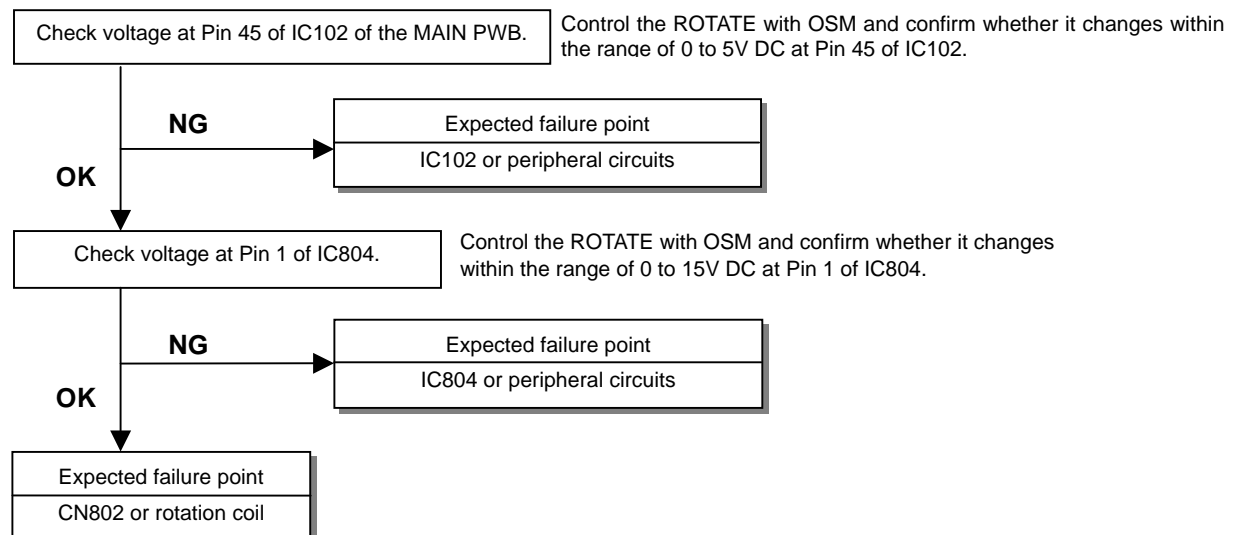 Check voltage at Pin 45 of IC102 of the MAIN PWB.
Control the ROTATE with OSM and confirm whether it changes within
the range of 0 to 5V DC at Pin 45 of IC102.
NG
Expected failure point
IC102 or peripheral circuits
OK
Check voltage at Pin 1 of IC804.
Control the ROTATE with OSM and confirm whether it changes
within the range of 0 to 15V DC at Pin 1 of IC804.
NG
Expected failure point
IC804 or peripheral circuits
OK
Expected failure point
CN802 or rotation coil